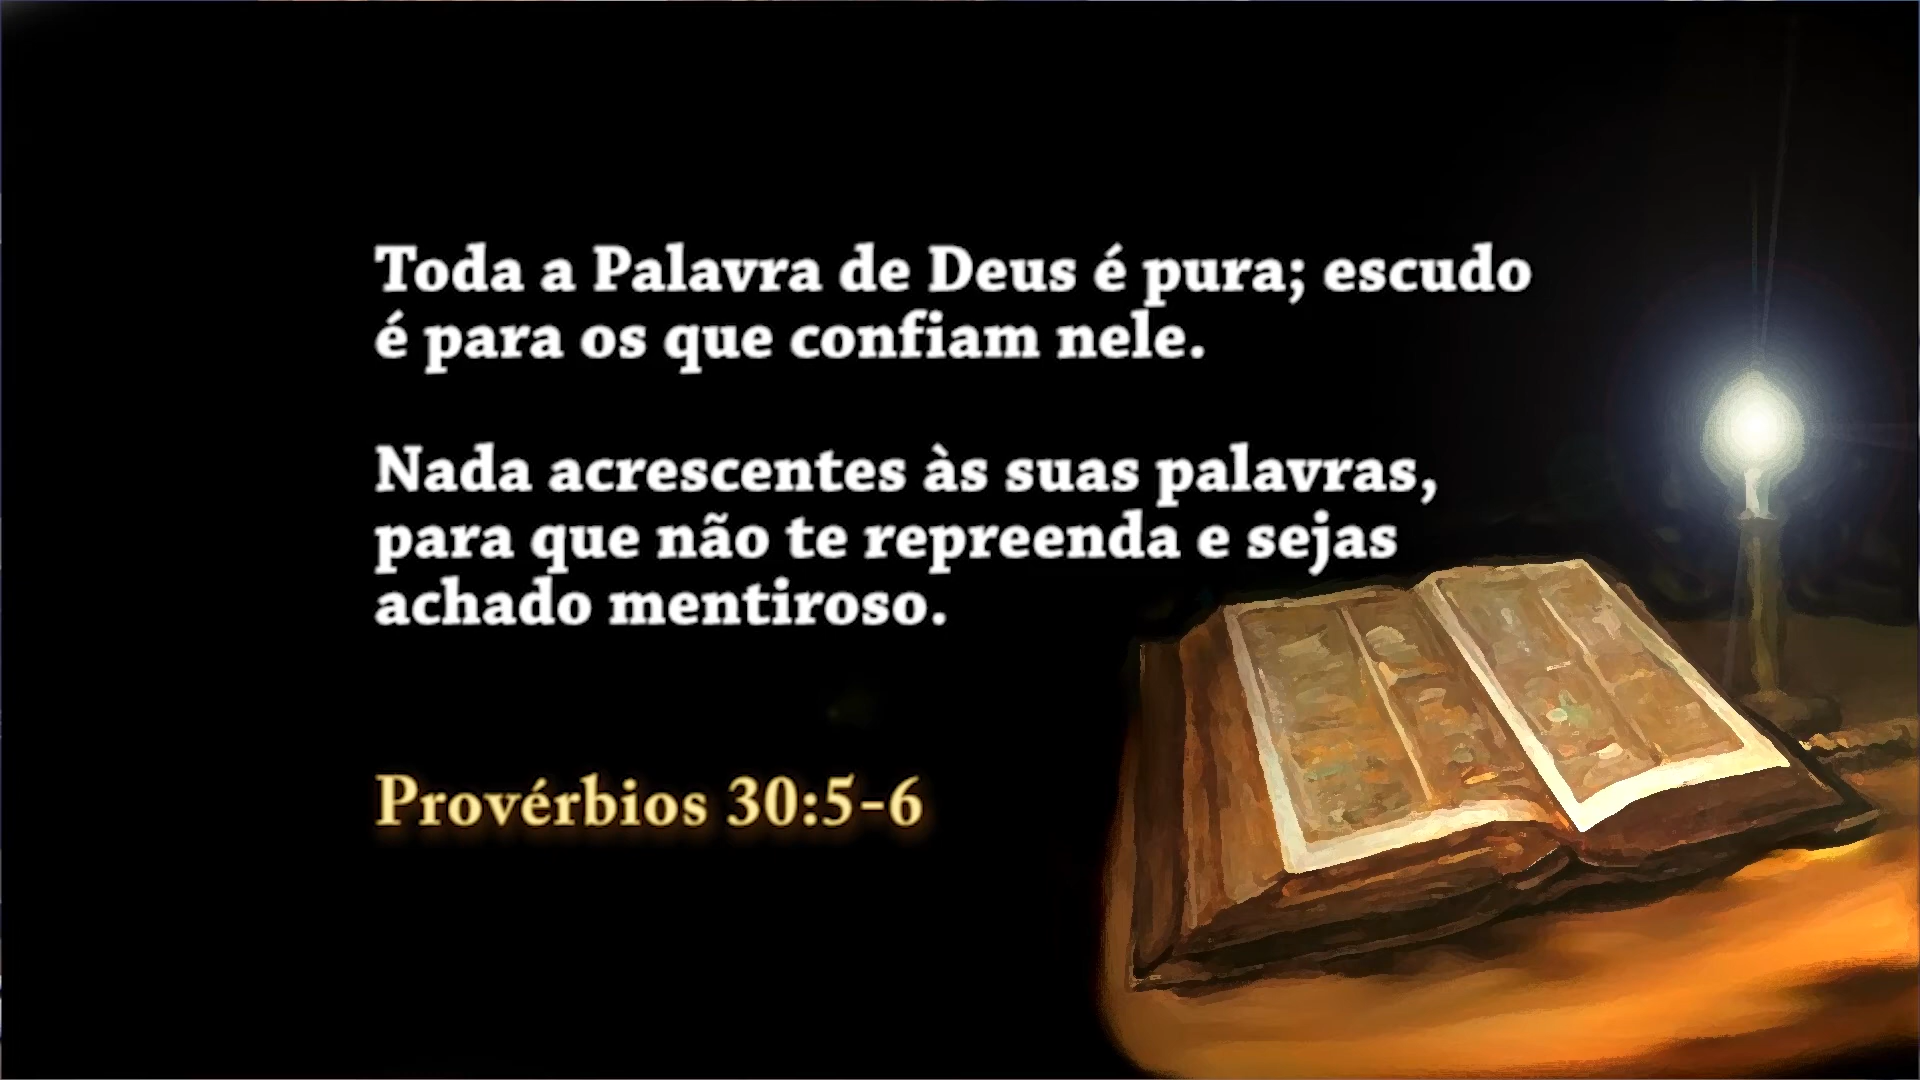 Toda a Palavra de Deus é pura; escudo
é para os que confiam nele.
Nada acrescentes às suas palavras,
para que não te repreenda e sejas
achado mentiroso.
Provérbios 30:5-6